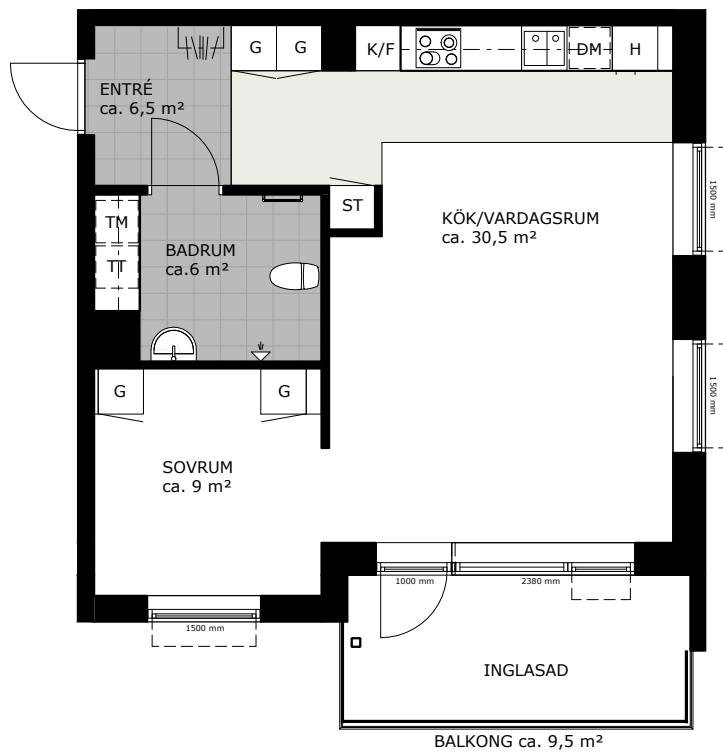 G
G
K/F
DM
H
ENTRÉ
ca. 6,5 m²
1500 mm
TM
ST
KÖK/VARDAGSRUM
ca. 30,5 m²
BADRUM
ca.6 m²
TT
1500 mm
G
G
SOVRUM
ca. 9 m²
1000 mm
2380 mm
1500 mm
INGLASAD
BALKONG ca. 9,5 m²